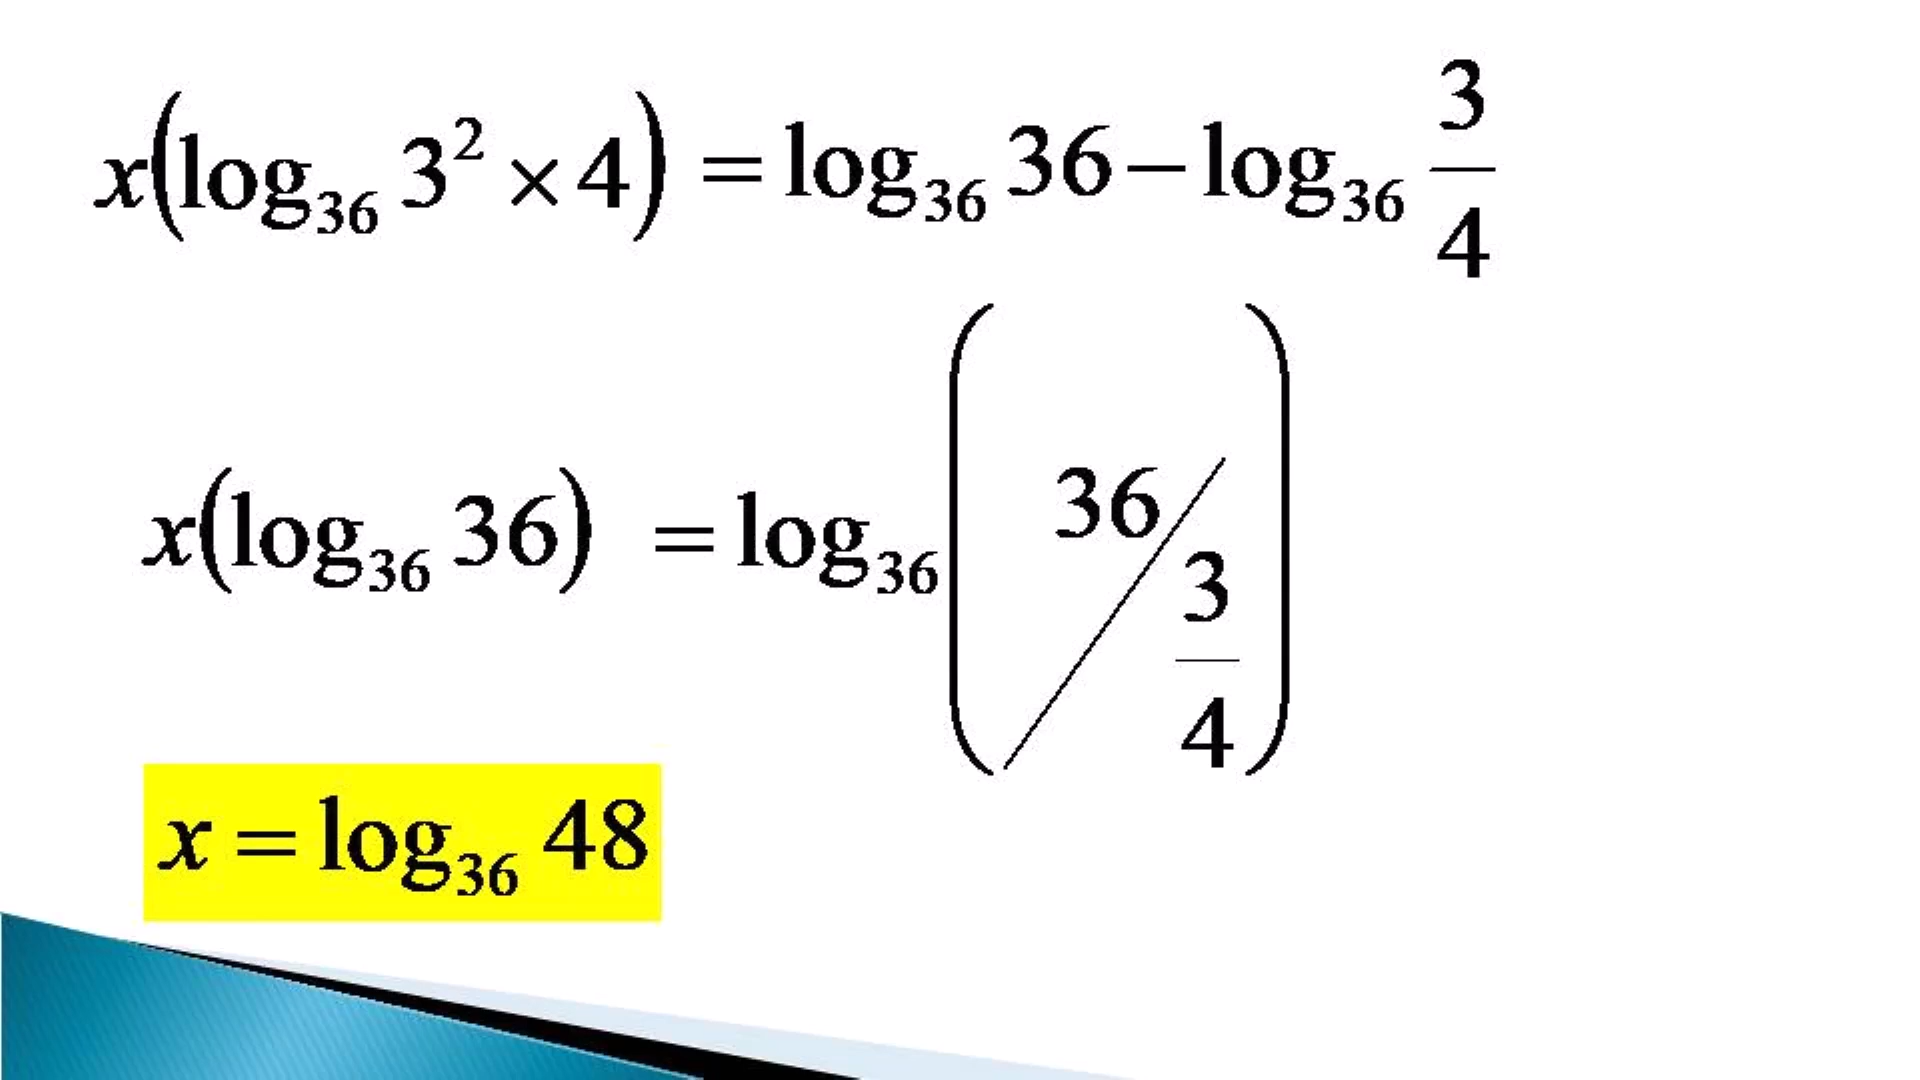 x(log₃₆ 3² × 4) = log₃₆ 36 − log₃₆ 3/4
x(log₃₆ 36) = log₃₆ (36 / 3/4)
x = log₃₆ 48